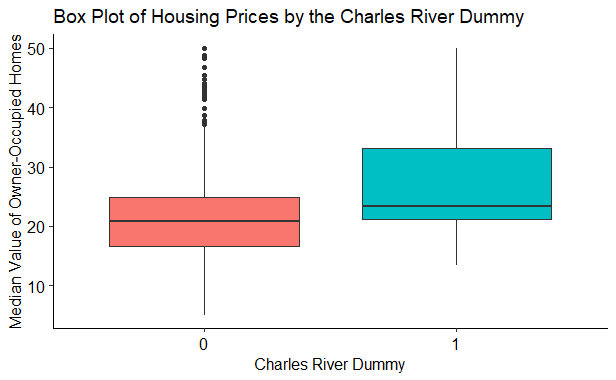 Box Plot of Housing Prices by the Charles River Dummy
Median Value of Owner-Occupied Homes
50
40
30
20
10
0
1
Charles River Dummy